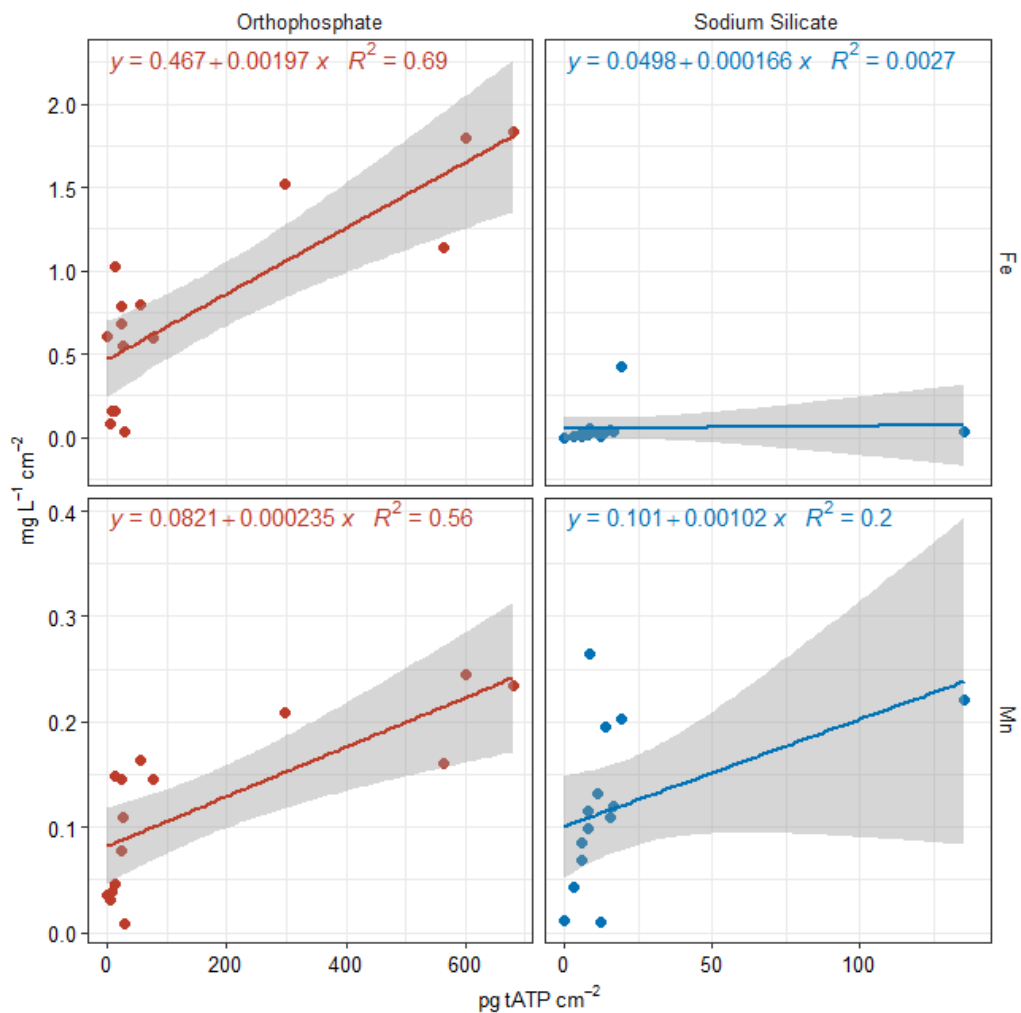 Orthophosphate
Sodium Silicate
y = 0.467 + 0.00197 x R² = 0.69
y = 0.0498 + 0.000166 x R² = 0.0027
2.0
1.5
1.0
0.5
0.0
Fe
mg L⁻¹ cm⁻²
y = 0.0821 + 0.000235 x R² = 0.56
y = 0.101 + 0.00102 x R² = 0.2
0.4
0.3
0.2
0.1
0.0
Mn
0 200 400 600
0 50 100
pg tATP cm⁻²